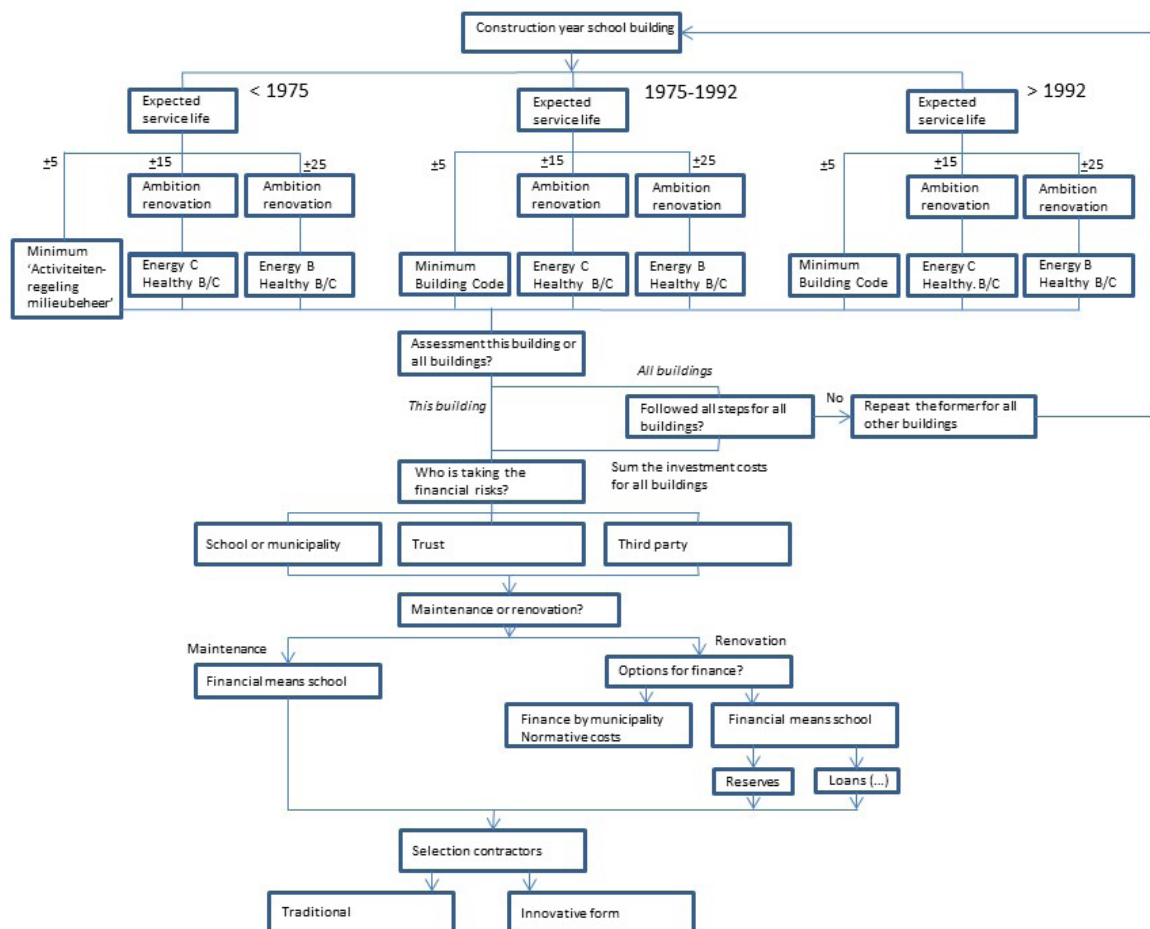 Construction year school building
< 1975
1975-1992
> 1992
Expected
service life
Expected
service life
Expected
service life
±5
±15
±25
±5
±15
±25
±5
±15
±25
Ambition
renovation
Ambition
renovation
Ambition
renovation
Ambition
renovation
Ambition
renovation
Ambition
renovation
Minimum
‘Activiteiten-
regeling
milieubeheer’
Energy C
Healthy B/C
Energy B
Healthy B/C
Minimum
Building Code
Energy C
Healthy B/C
Energy B
Healthy B/C
Minimum
Building Code
Energy C
Healthy. B/C
Energy B
Healthy B/C
Assessment this building or
all buildings?
All buildings
This building
Followed all steps for all
buildings?
No
Repeat the former for all
other buildings
Who is taking the
financial risks?
Sum the investment costs
for all buildings
School or municipality
Trust
Third party
Maintenance or renovation?
Maintenance
Renovation
Financial means school
Options for finance?
Finance by municipality
Normative costs
Financial means school
Reserves
Loans (...)
Selection contractors
Traditional
Innovative form